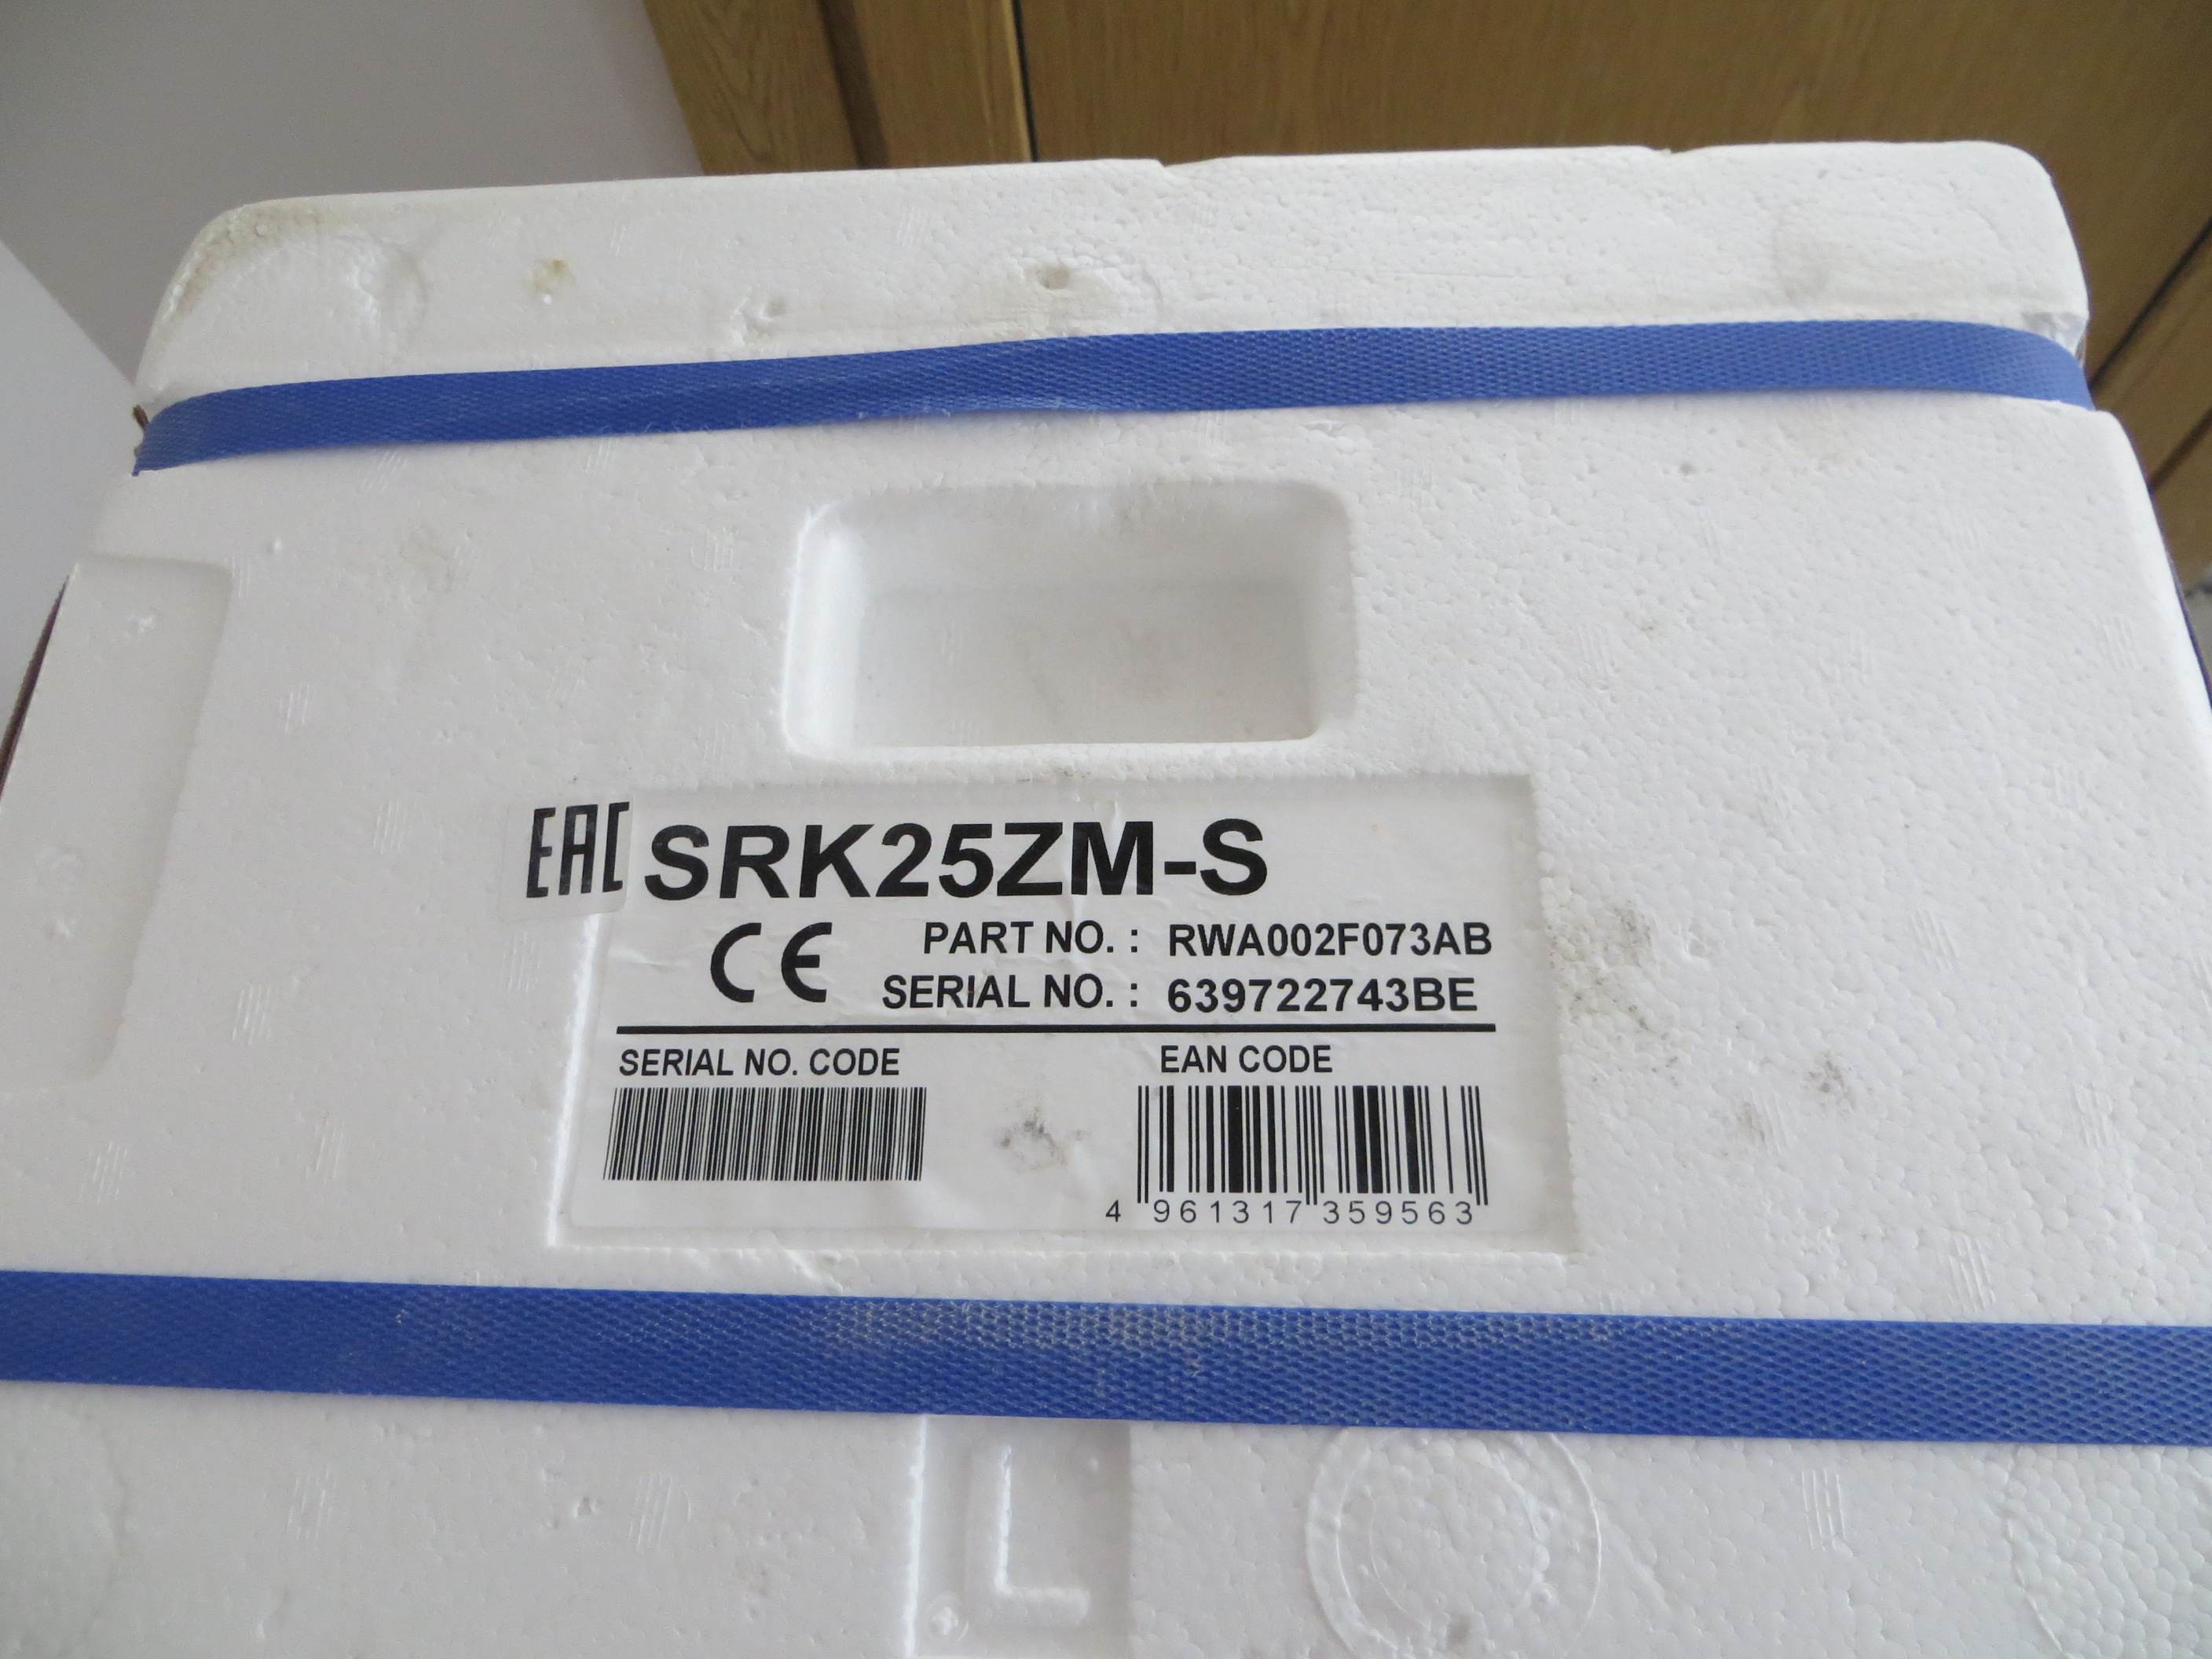 EAC SRK25ZM-S
CE PART NO. : RWA002F073AB
SERIAL NO. : 639722743BE
SERIAL NO. CODE EAN CODE
4 961317 359563
L